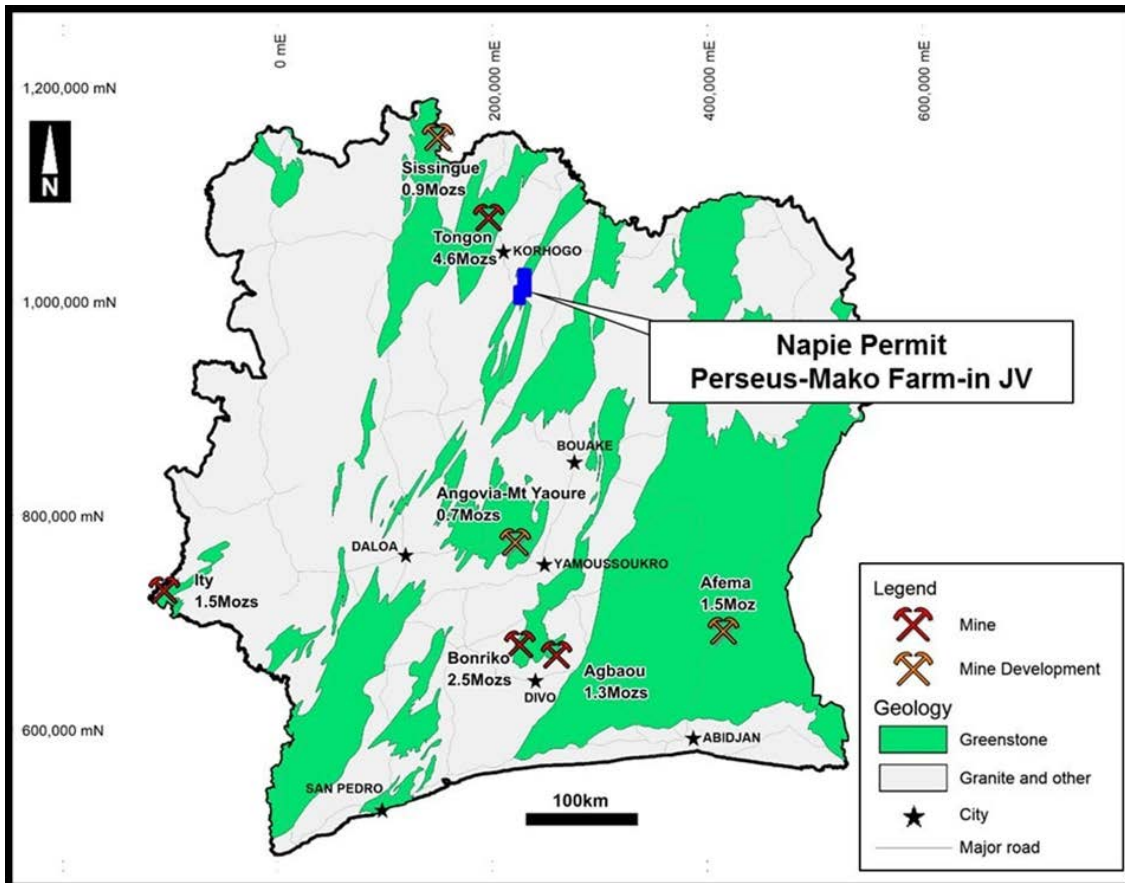 0 mE
200,000 mE
400,000 mE
600,000 mE
1,200,000 mN
N
Sissingue
0.9Mozs
Tongon
4.6Mozs
KORHOGO
1,000,000 mN
Napie Permit
Perseus-Mako Farm-in JV
BOUAKE
Angovia-Mt Yaoure
0.7Mozs
800,000 mN
DALOA
YAMOUSSOUKRO
Ity
1.5Mozs
Afema
1.5Moz
Bonriko
2.5Mozs
Agbaou
1.3Mozs
DIVO
600,000 mN
ABIDJAN
SAN PEDRO
100km
Legend
Mine
Mine Development
Geology
Greenstone
Granite and other
City
Major road